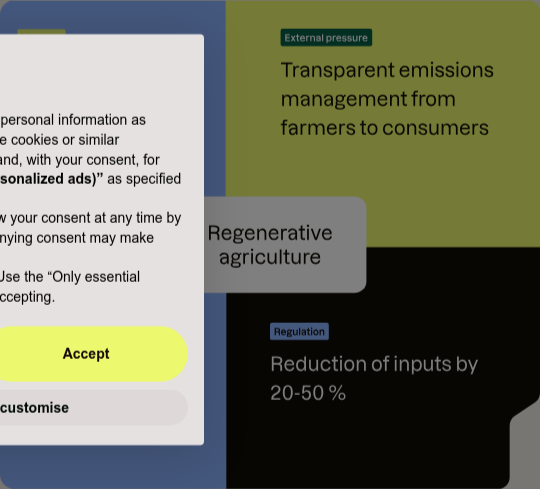 personal information as
e cookies or similar
and, with your consent, for
sonalized ads)” as specified
w your consent at any time by
nying consent may make
Use the “Only essential
ccepting.
Accept
customise
External pressure
Transparent emissions
management from
farmers to consumers
Regenerative
agriculture
Regulation
Reduction of inputs by
20-50 %